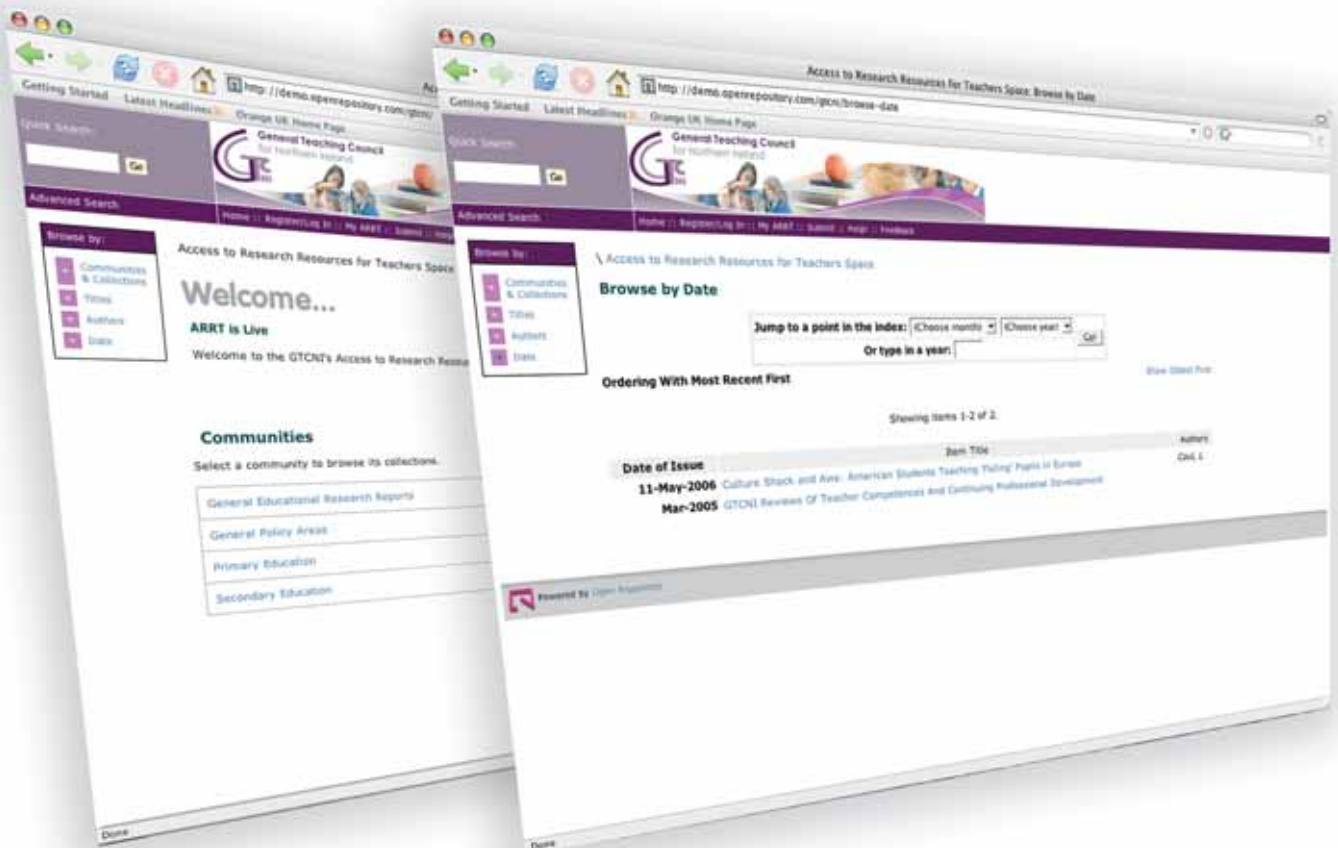 http://demo.openrepository.com/gtcni/
Getting Started Latest Headlines Orange UK Home Page
Quick Search:
Go
General Teaching Council
for Northern Ireland
GTC
Advanced Search
Home :: Register/Log In :: My ARRT :: Submit ::
Browse by:
Communities
& Collections
Titles
Authors
Date
Access to Research Resources for Teachers Space
Welcome...
ARRT is Live
Welcome to the GTCNI's Access to Research
Communities
Select a community to browse its collections.
General Educational Research Reports
General Policy Areas
Primary Education
Secondary Education
Done
Access to Research Resources For Teachers Space: Browse by Date
http://demo.openrepository.com/gtcni/browse-date
Getting Started Latest Headlines Orange UK Home Page
Quick Search:
Go
General Teaching Council
for Northern Ireland
GTC
Advanced Search
Home :: Register/Log In :: My ARRT :: Submit :: Help! :: Feedback
Browse by:
Communities
& Collections
Titles
Authors
Date
\ Access to Research Resources for Teachers Space
Browse by Date
Jump to a point in the index: (Choose month) (Choose year) Go!
Or type in a year:
Ordering With Most Recent First
Show Oldest First
Showing items 1-2 of 2.
Date of Issue Item Title Authors
11-May-2006 Culture Shock and Awe: American Students Teaching Pupils in Europe
Mar-2005 GTCNI Reviews Of Teacher Competences And Continuing Professional Development
Powered by Open Repository
Done